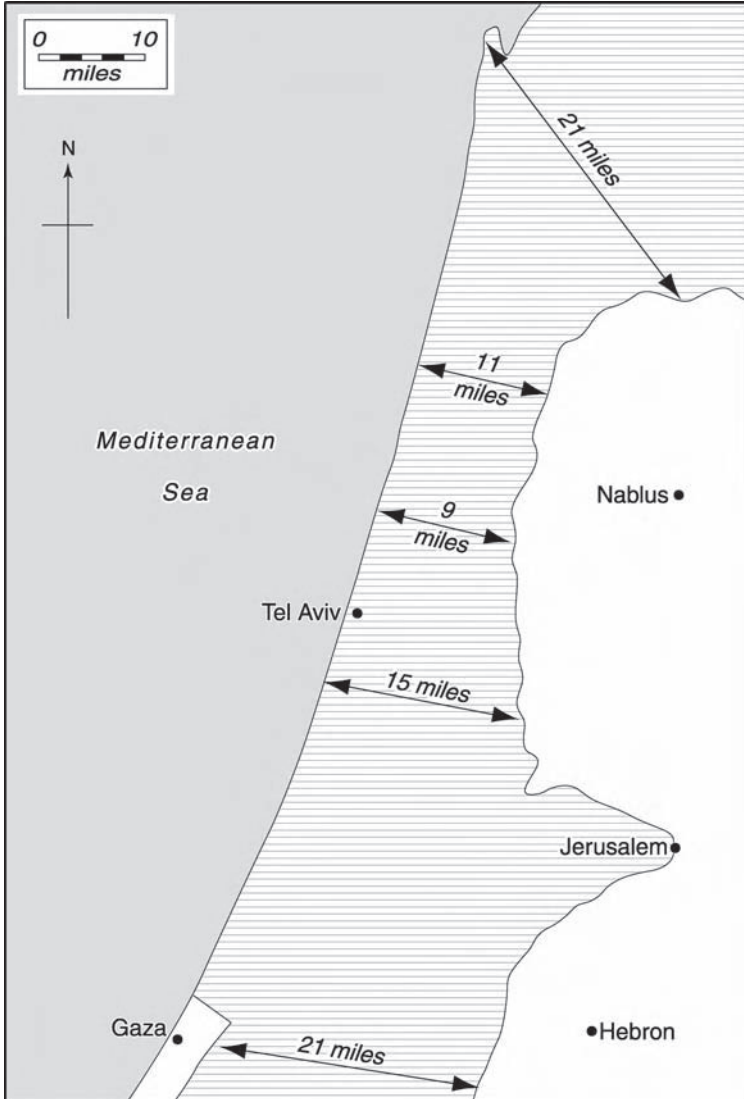 0 10
miles
N
21 miles
11
miles
Mediterranean
Sea
Nablus
9
miles
Tel Aviv
15 miles
Jerusalem
Gaza
Hebron
21 miles